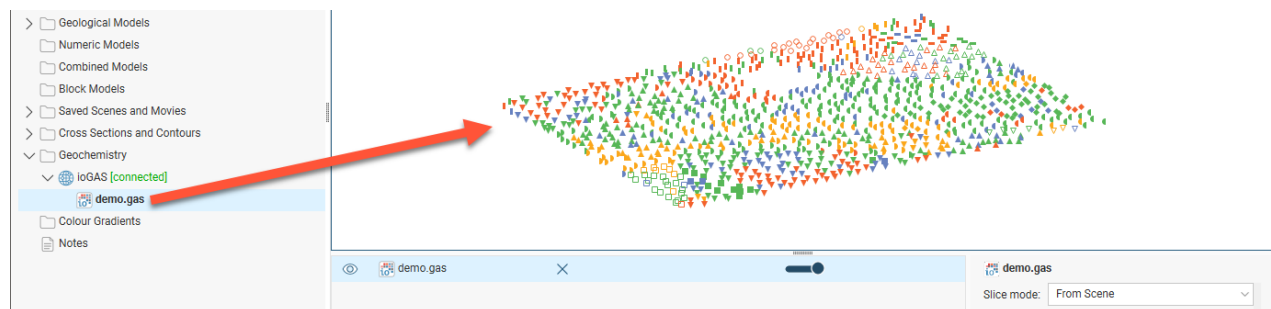 Geological Models
Numeric Models
Combined Models
Block Models
Saved Scenes and Movies
Cross Sections and Contours
Geochemistry
ioGAS [connected]
demo.gas
Colour Gradients
Notes
demo.gas
demo.gas
Slice mode: From Scene